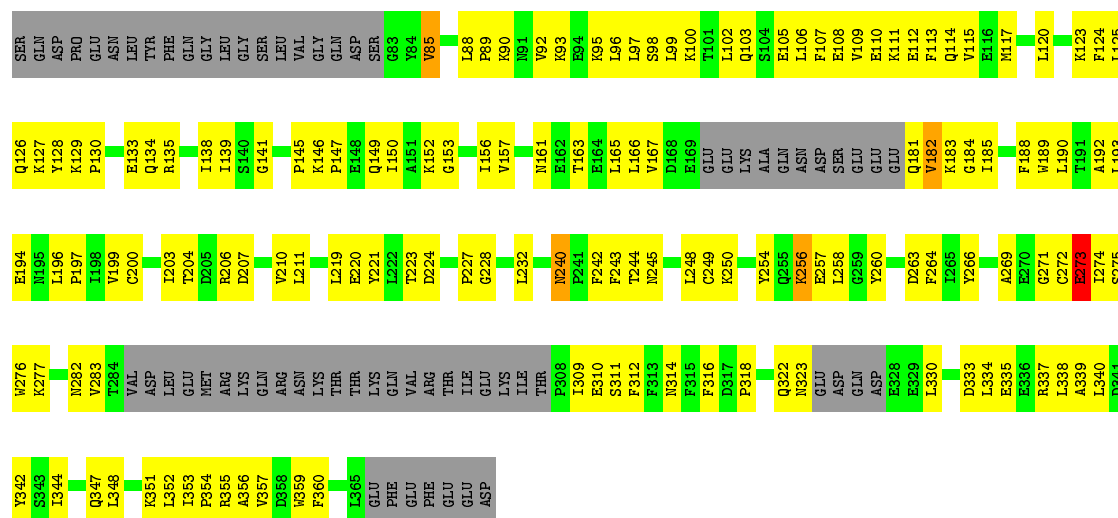 SER GLN ASP PRO GLU ASN LEU TYR PHE GLN GLY LEU GLY SER LEU VAL GLY GLN ASP SER G83 Y84 V85 L88 P89 K90 N91 V92 K93 E94 K95 L96 L97 S98 L99 K100 T101 L102 Q103 S104 E105 L106 F107 E108 V109 E110 K111 E112 F113 Q114 V115 E116 M117 L120 K123 F124 L125
Q126 K127 Y128 K129 P130 E133 Q134 R135 I138 I139 S140 G141 P145 K146 P147 E148 Q149 I150 A151 K152 G153 I156 V157 N161 E162 T163 E164 L165 L166 V167 D168 E169 GLU GLU LYS ALA GLN ASN ASP SER GLU GLU GLU Q181 V182 K183 G184 I185 F188 W189 L190 T191 A192 L193
E194 N195 L196 P197 I198 V199 C200 I203 T204 D205 R206 D207 V210 L211 L219 E220 Y221 L222 T223 D224 P227 G228 L232 N240 P241 F242 F243 T244 N245 L248 C249 K250 Y254 Q255 K256 E257 L258 G259 Y260 D263 F264 I265 Y266 A269 E270 G271 C272 E273 I274 S275
W276 K277 N282 V283 T284 VAL ASP LEU GLU MET ARG LYS GLN ARG ASN LYS THR THR LYS GLN VAL ARG THR ILE GLU LYS ILE THR P308 I309 E310 S311 F312 F313 N314 F315 F316 D317 P318 Q322 N323 GLU ASP GLN ASP E328 E329 L330 D333 L334 E335 E336 R337 L338 A339 L340
Y342 S343 I344 Q347 L348 K351 L352 I353 P354 R355 A356 V357 D358 W359 F360 L365 GLU PHE GLU PHE GLU GLU ASP